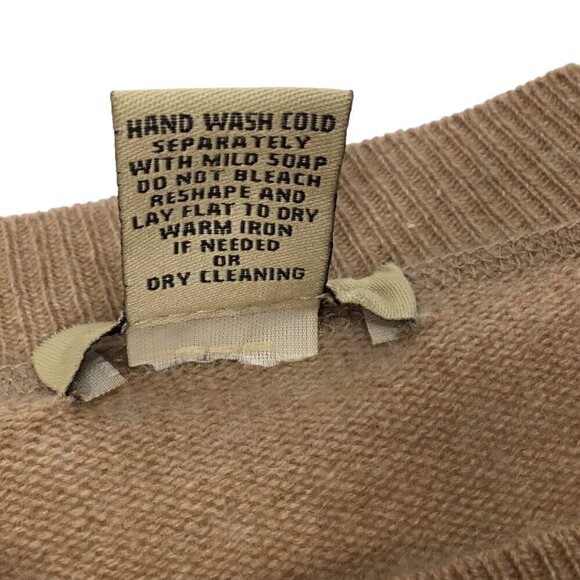 HAND WASH COLD
SEPARATELY
WITH MILD SOAP
DO NOT BLEACH
RESHAPE AND
LAY FLAT TO DRY
WARM IRON
IF NEEDED
OR
DRY CLEANING